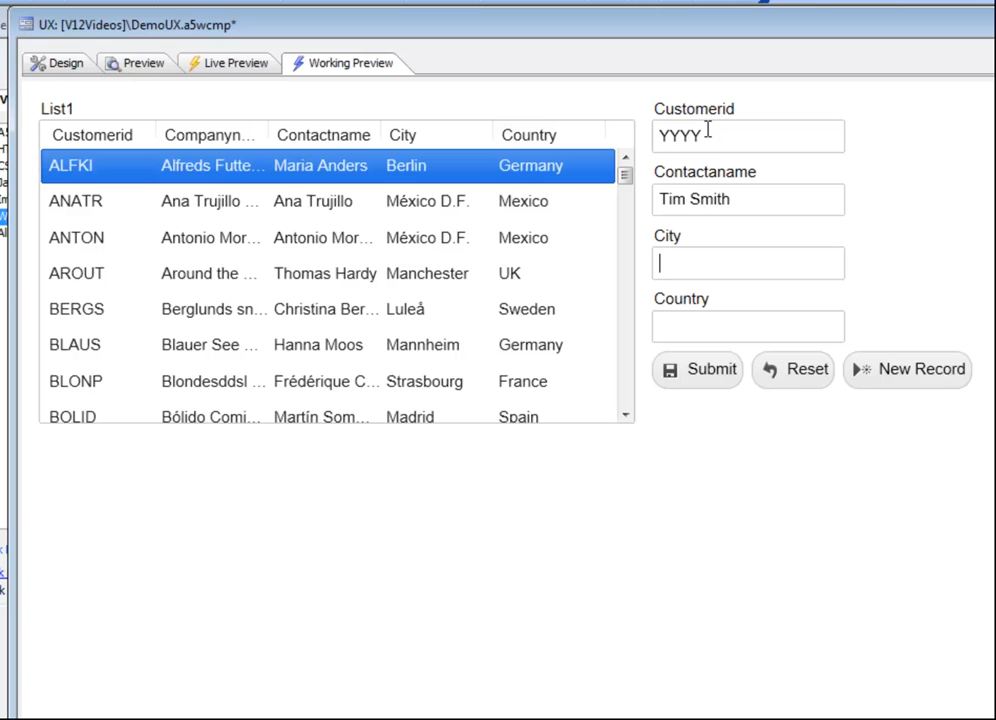 UX: [V12Videos]\DemoUX.a5wcmp*
Design Preview Live Preview Working Preview
List1
Customerid Companyn... Contactname City Country
ALFKI Alfreds Futte... Maria Anders Berlin Germany
ANATR Ana Trujillo ... Ana Trujillo México D.F. Mexico
ANTON Antonio Mor... Antonio Mor... México D.F. Mexico
AROUT Around the ... Thomas Hardy Manchester UK
BERGS Berglunds sn... Christina Ber... Luleå Sweden
BLAUS Blauer See ... Hanna Moos Mannheim Germany
BLONP Blondesddsl ... Frédérique C... Strasbourg France
BOLID Bólido Comi... Martín Som... Madrid Spain
Customerid
YYYY
Contactaname
Tim Smith
City
Country
Submit Reset New Record